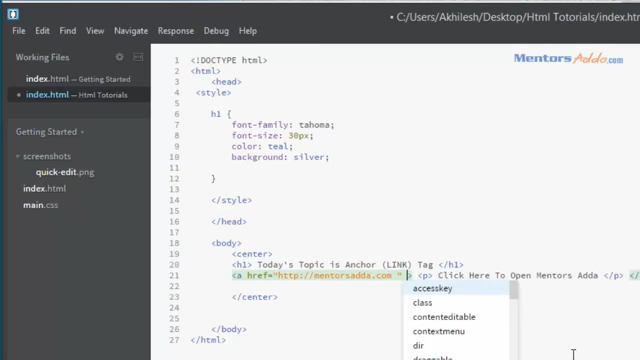 • C:/Users/Akhilesh/Desktop/Html Totorials/index.htm
File Edit Find View Navigate Response Debug Help
Working Files
index.html — Getting Started
• index.html — Html Tutorials
Getting Started
screenshots
quick-edit.png
index.html
main.css
Mentors Adda.com
1 <!DOCTYPE html>
2 <html>
3 <head>
4 <style>
5
6 h1 {
7 font-family: tahoma;
8 font-size: 30px;
9 color: teal;
10 background: silver;
11
12 }
13
14 </style>
15
16 </head>
17
18 <body>
19 <center>
20 <h1> Today's Topic is Anchor (LINK) Tag </h1>
21 <a href="http://mentorsadda.com " > <p> Click Here To Open Mentors Adda </p> </
22
23 </center>
24
25
26 </body>
27 </html>
accesskey
class
contenteditable
contextmenu
dir
draggable